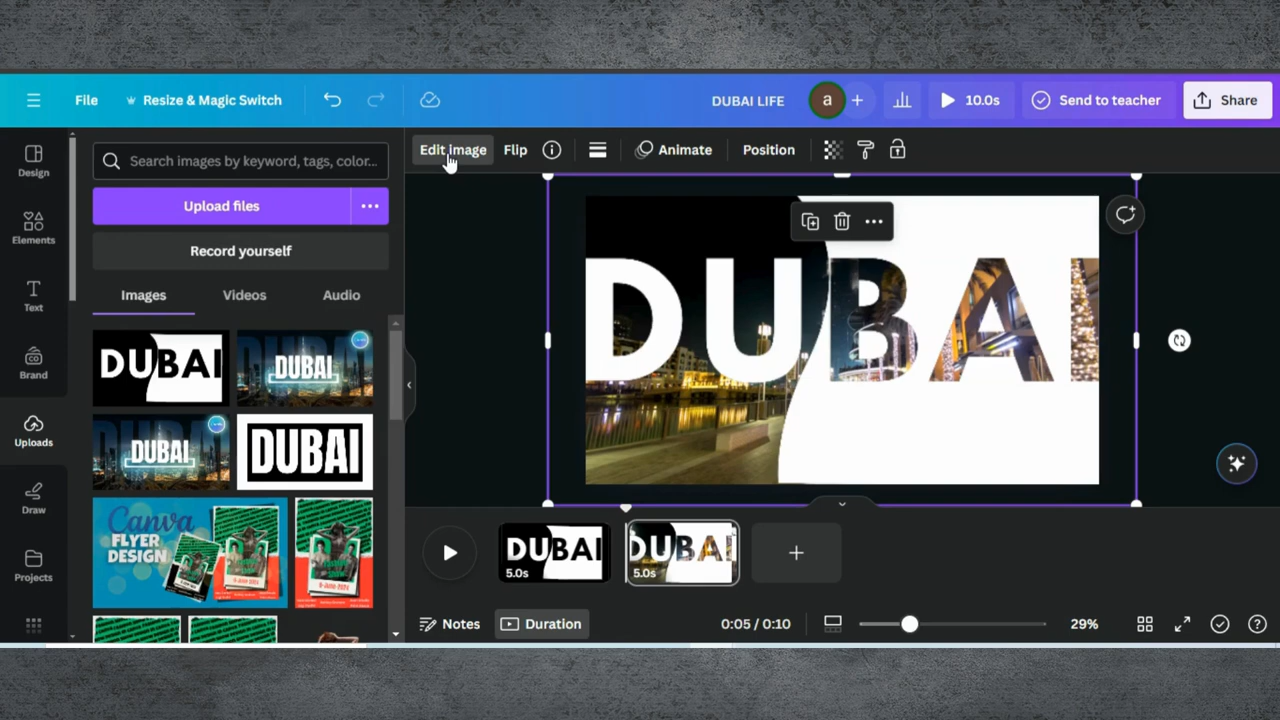 File
Resize & Magic Switch
DUBAI LIFE
a
10.0s
Send to teacher
Share
Design
Elements
Text
Brand
Uploads
Draw
Projects
Search images by keyword, tags, color...
Upload files
Record yourself
Images
Videos
Audio
DUBAI
DUBAI
DUBAI
DUBAI
Canva
FLYER
DESIGN
Edit image
Flip
Animate
Position
DUBAI
DUBAI
5.0s
DUBAI
5.0s
Notes
Duration
0:05 / 0:10
29%